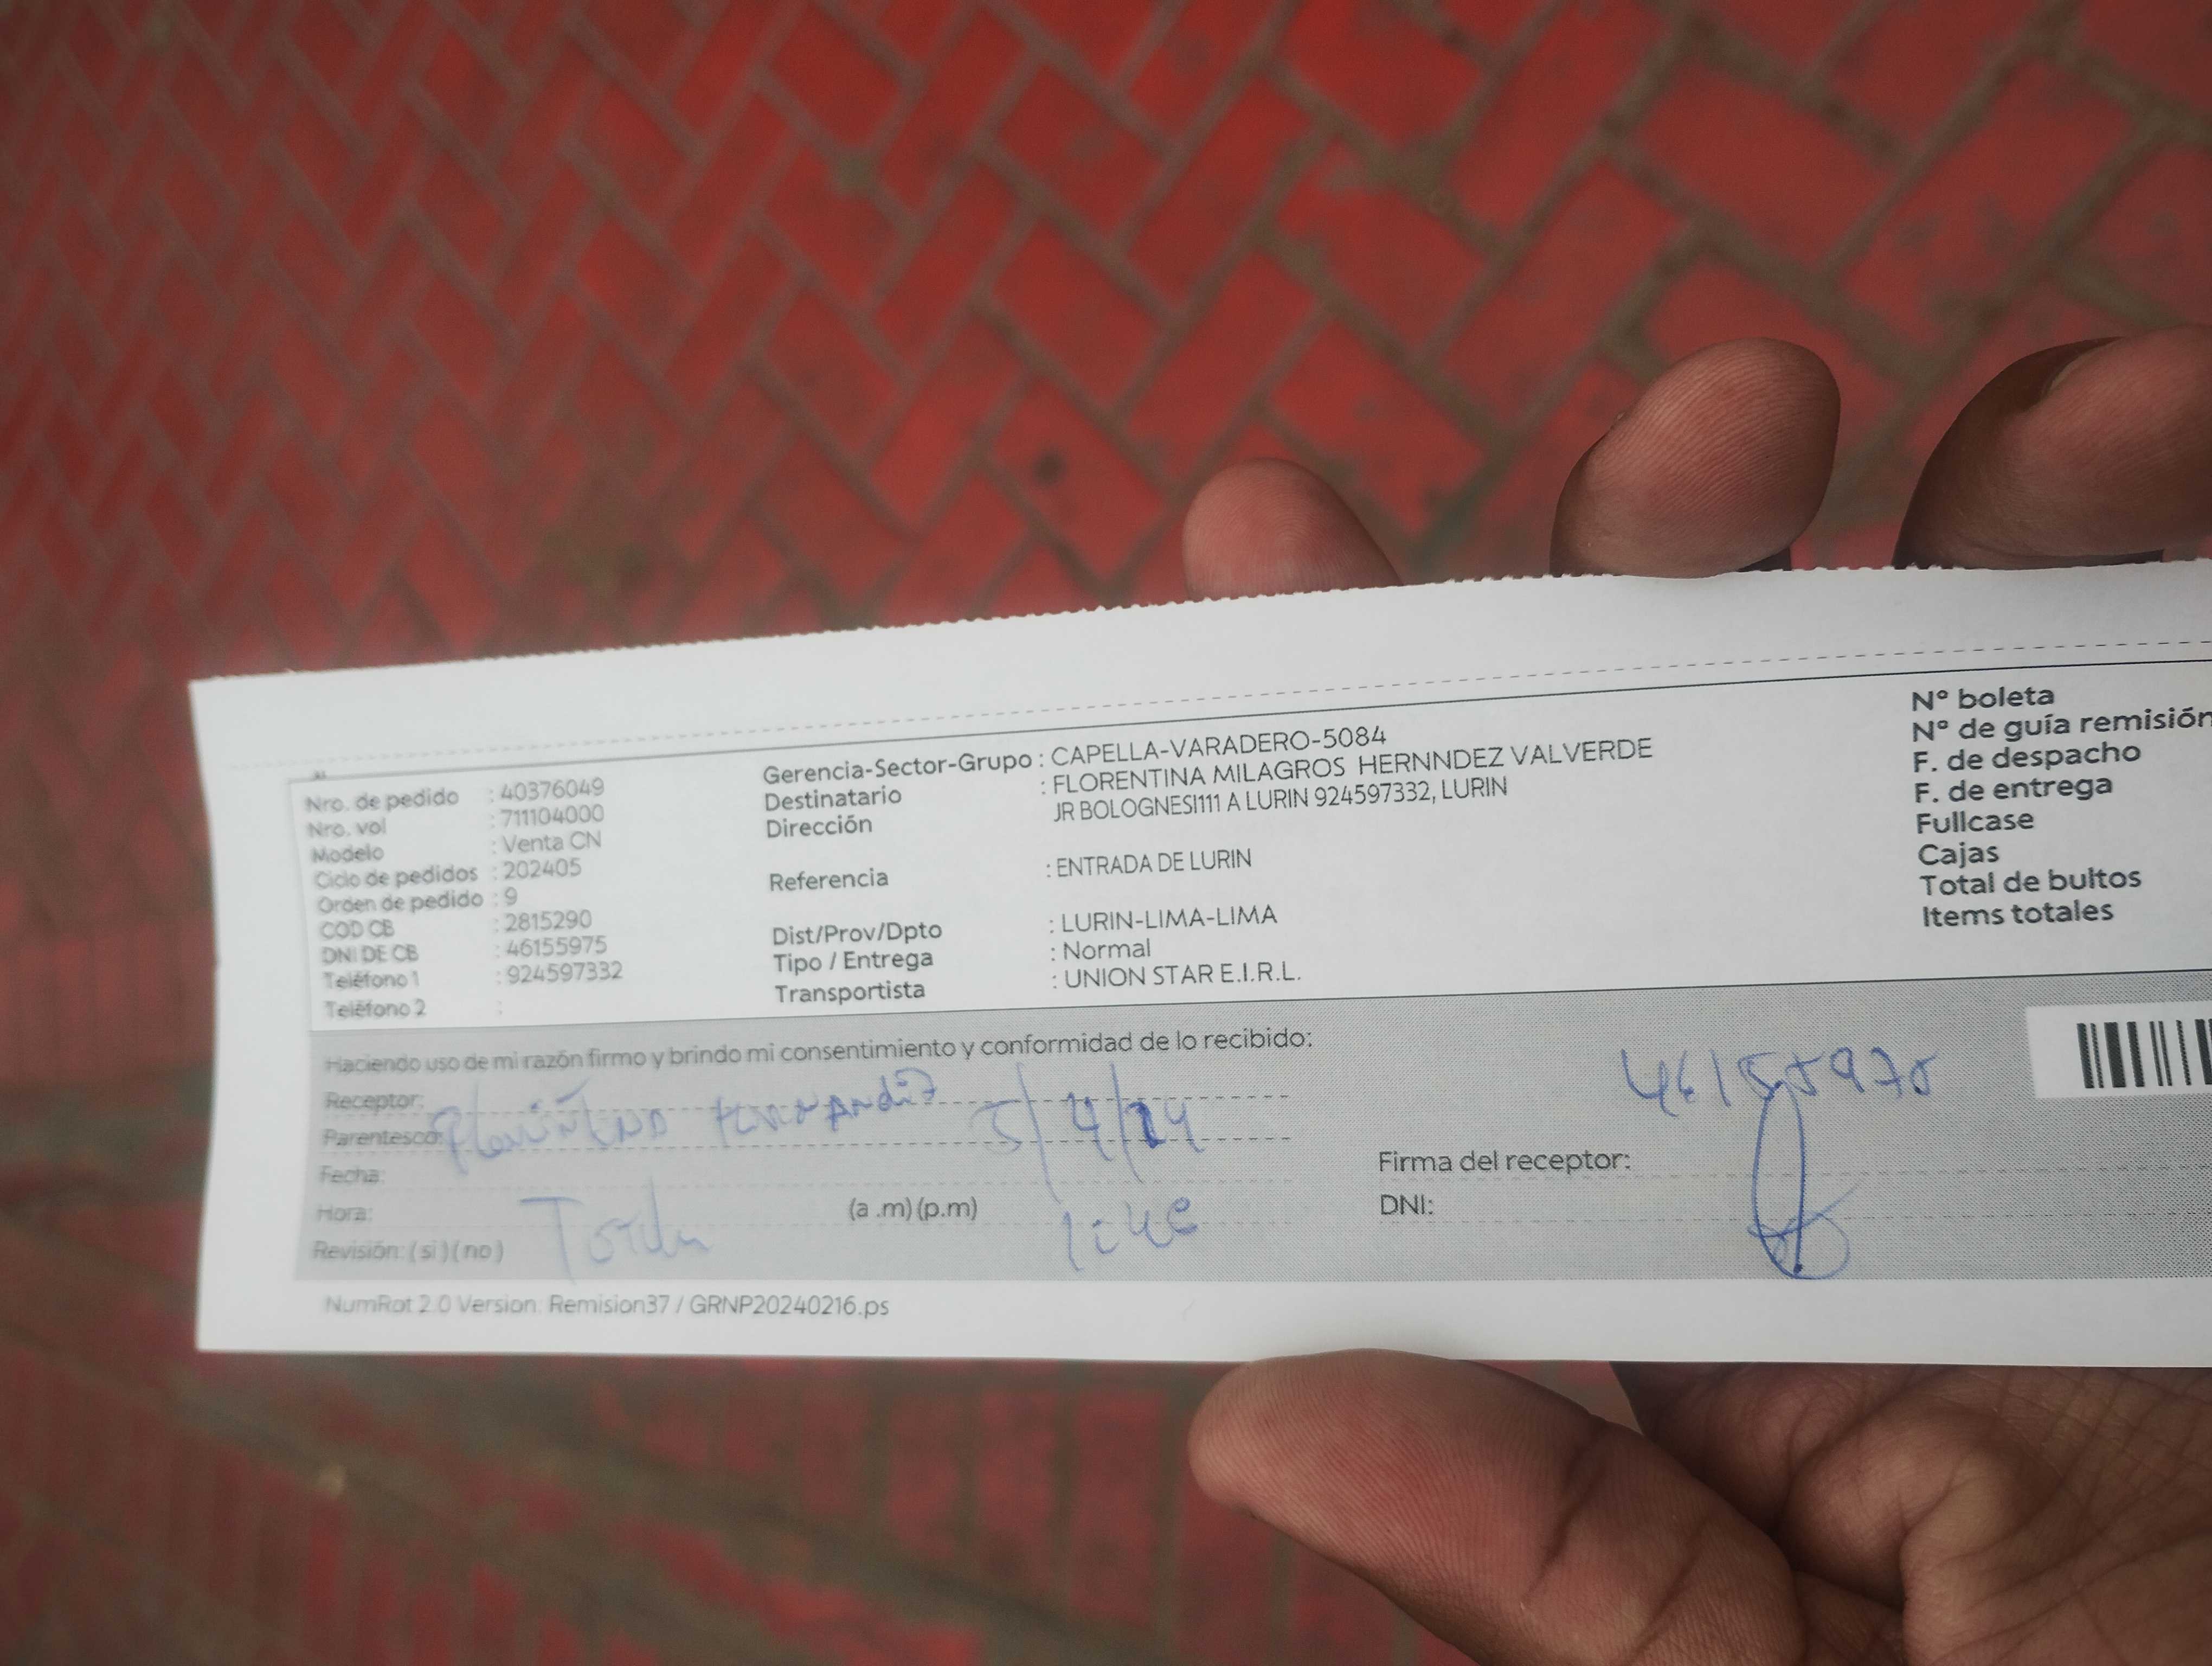 Nro. de pedido : 40376049
Nro. vol : 711104000
Modelo : Venta CN
Ciclo de pedidos : 202405
Orden de pedido : 9
COD CB : 2815290
DNI DE CB : 46155975
Teléfono 1 : 924597332
Teléfono 2 :
Gerencia-Sector-Grupo : CAPELLA-VARADERO-5084
Destinatario : FLORENTINA MILAGROS HERNNDEZ VALVERDE
Dirección JR BOLOGNESI111 A LURIN 924597332, LURIN
Referencia : ENTRADA DE LURIN
Dist/Prov/Dpto : LURIN-LIMA-LIMA
Tipo / Entrega : Normal
Transportista : UNION STAR E.I.R.L.
N° boleta
N° de guía remisión
F. de despacho
F. de entrega
Fullcase
Cajas
Total de bultos
Items totales
Haciendo uso de mi razón firmo y brindo mi consentimiento y conformidad de lo recibido:
Receptor:
Parentesco: 5/4/24
Fecha:
Hora: (a .m) (p.m)
Revisión: ( si ) ( no )
46155975
Firma del receptor:
DNI:
NumRot 2.0 Version: Remision37 / GRNP20240216.ps